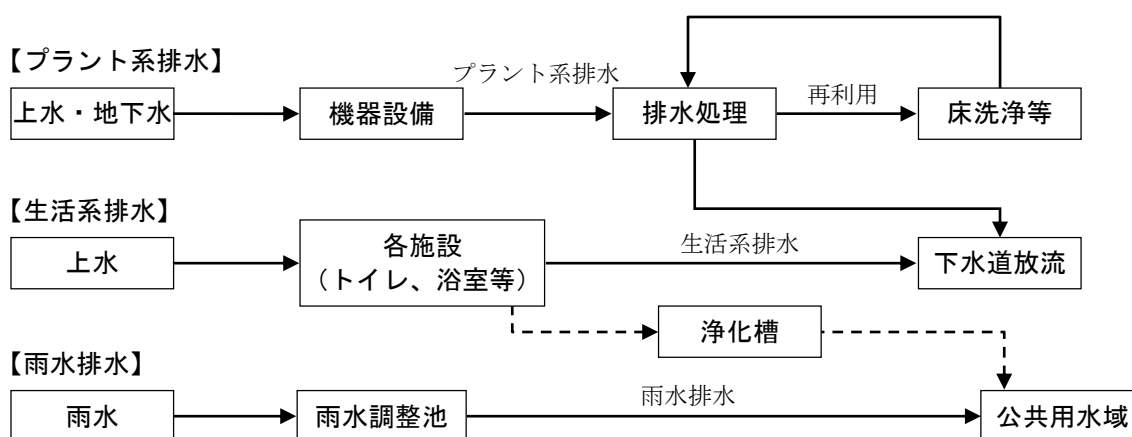 【プラント系排水】
上水・地下水
機器設備
プラント系排水
排水処理
再利用
床洗浄等
【生活系排水】
上水
各施設
（トイレ、浴室等）
生活系排水
下水道放流
浄化槽
【雨水排水】
雨水
雨水調整池
雨水排水
公共用水域